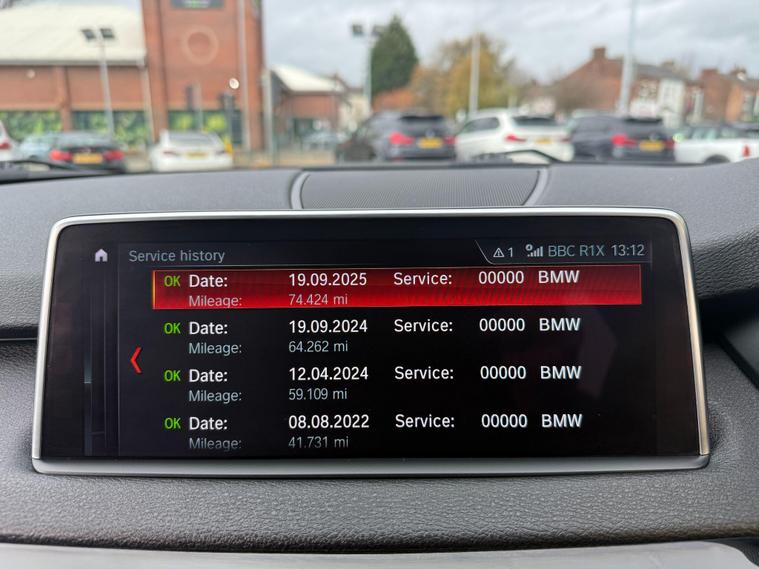 Service history
1 BBC R1X 13:12
OK Date: 19.09.2025 Service: 00000 BMW
Mileage: 74.424 mi
OK Date: 19.09.2024 Service: 00000 BMW
Mileage: 64.262 mi
OK Date: 12.04.2024 Service: 00000 BMW
Mileage: 59.109 mi
OK Date: 08.08.2022 Service: 00000 BMW
Mileage: 41.731 mi